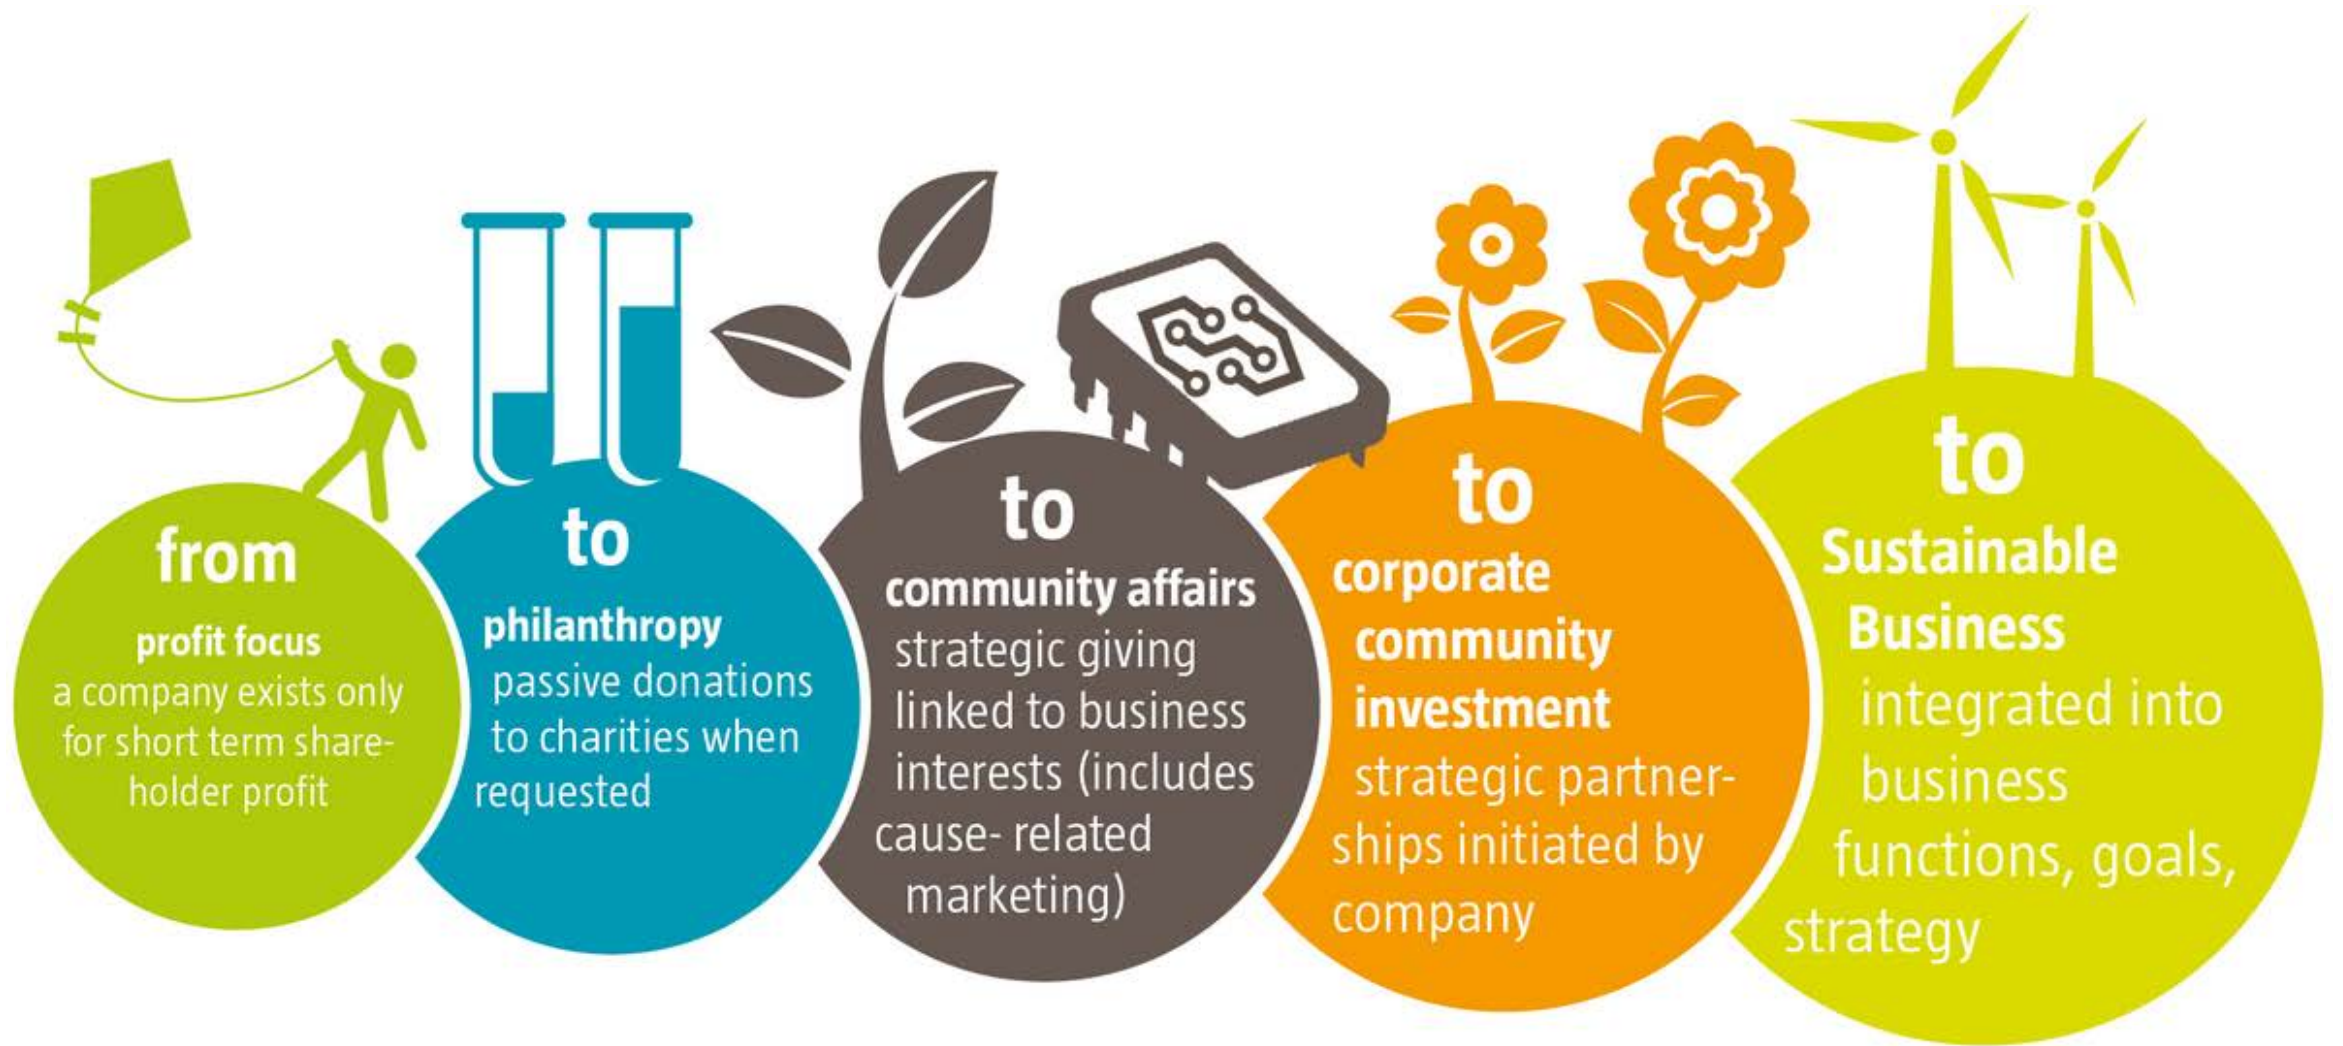 from
profit focus
a company exists only
for short term share-
holder profit
to
philanthropy
passive donations
to charities when
requested
to
community affairs
strategic giving
linked to business
interests (includes
cause- related
marketing)
to
corporate
community
investment
strategic partner-
ships initiated by
company
to
Sustainable
Business
integrated into
business
functions, goals,
strategy